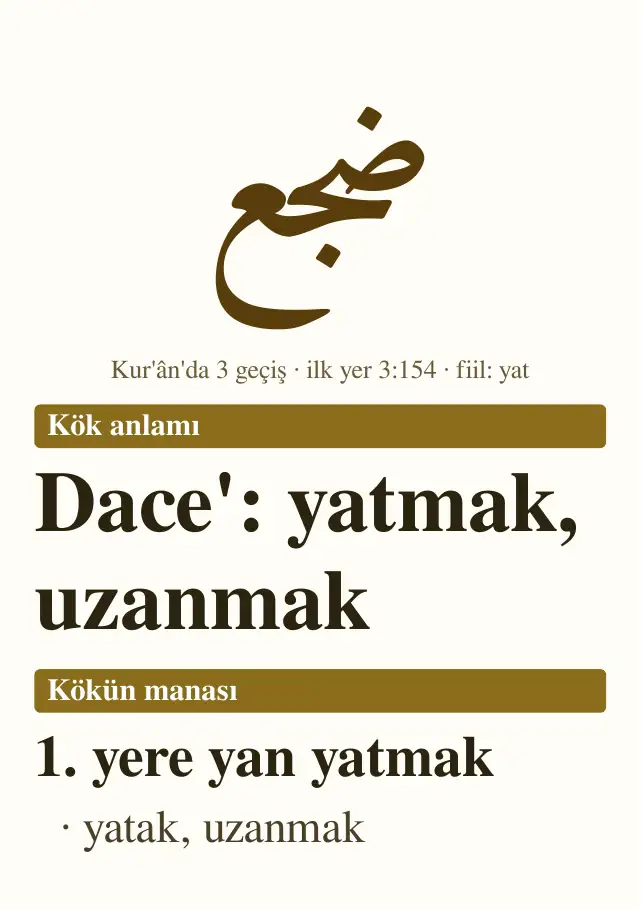 ضجع
Kur'ân'da 3 geçiş · ilk yer 3:154 · fiil: yat
Kök anlamı
Dace': yatmak,
uzanmak
Kökün manası
1. yere yan yatmak
· yatak, uzanmak